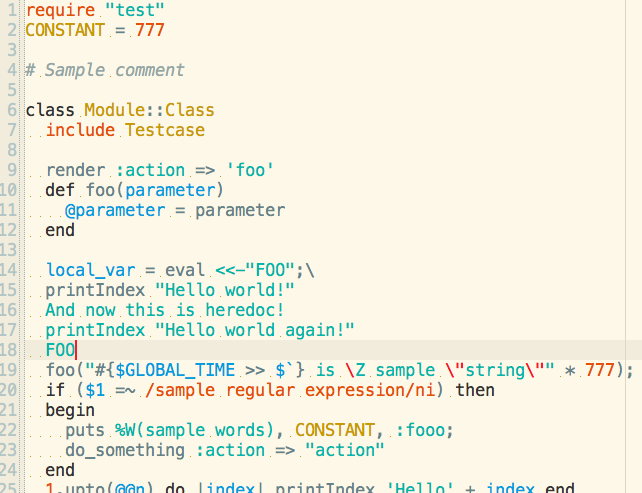 1 require "test"
2 CONSTANT = 777
3
4 # Sample comment
5
6 class Module::Class
7   include Testcase
8
9   render :action => 'foo'
10   def foo(parameter)
11     @parameter = parameter
12   end
13
14   local_var = eval <<-"FOO";\
15   printIndex "Hello world!"
16   And now this is heredoc!
17   printIndex "Hello world again!"
18   FOO
19   foo("#{$GLOBAL_TIME >> $`} is \Z sample \"string\"" * 777);
20   if ($1 =~ /sample regular expression/ni) then
21   begin
22     puts %W(sample words), CONSTANT, :fooo;
23     do_something :action => "action"
24   end
25   1.upto(@@n) do |index| printIndex 'Hello' + index end